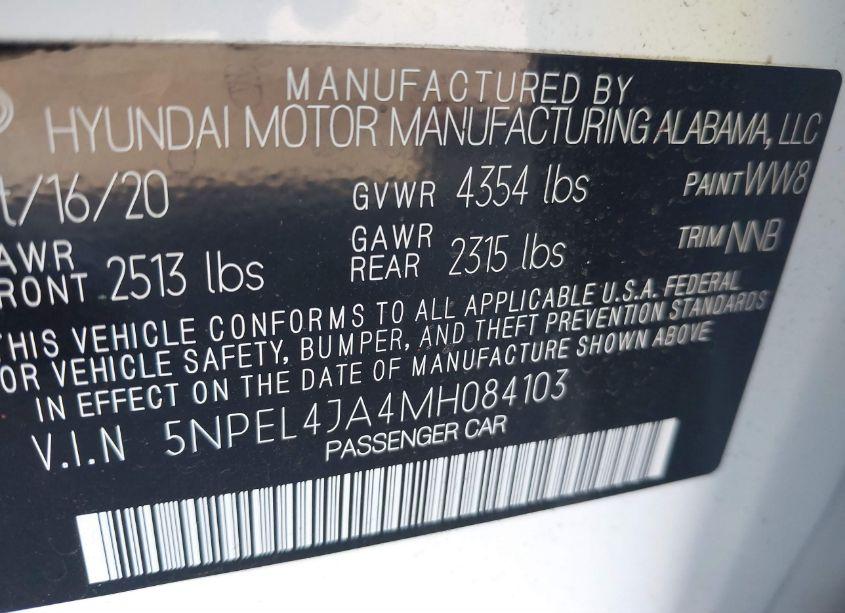 MANUFACTURED BY
HYUNDAI MOTOR MANUFACTURING ALABAMA, LLC
/16/20 GVWR 4354 lbs PAINT WW8
AWR FRONT 2513 lbs GAWR REAR 2315 lbs TRIM NNB
THIS VEHICLE CONFORMS TO ALL APPLICABLE U.S.A. FEDERAL
OR VEHICLE SAFETY, BUMPER, AND THEFT PREVENTION STANDARDS
IN EFFECT ON THE DATE OF MANUFACTURE SHOWN ABOVE
V.I.N 5NPEL4JA4MH084103
PASSENGER CAR